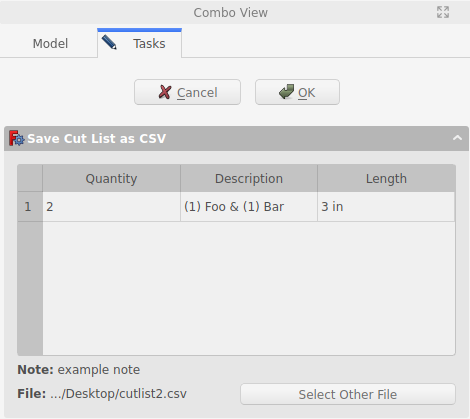 Combo View
Model Tasks
Cancel OK
Save Cut List as CSV
Quantity Description Length
1 2 (1) Foo & (1) Bar 3 in
Note: example note
File: .../Desktop/cutlist2.csv Select Other File